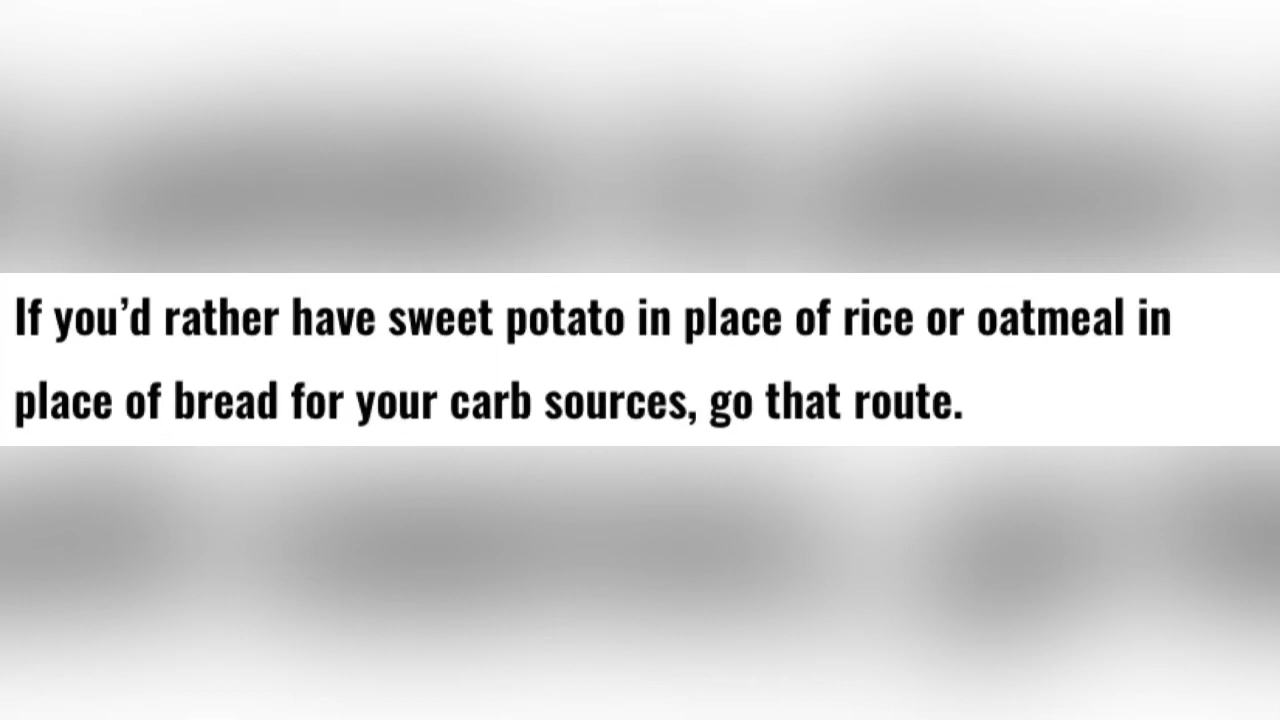 If you’d rather have sweet potato in place of rice or oatmeal in
place of bread for your carb sources, go that route.